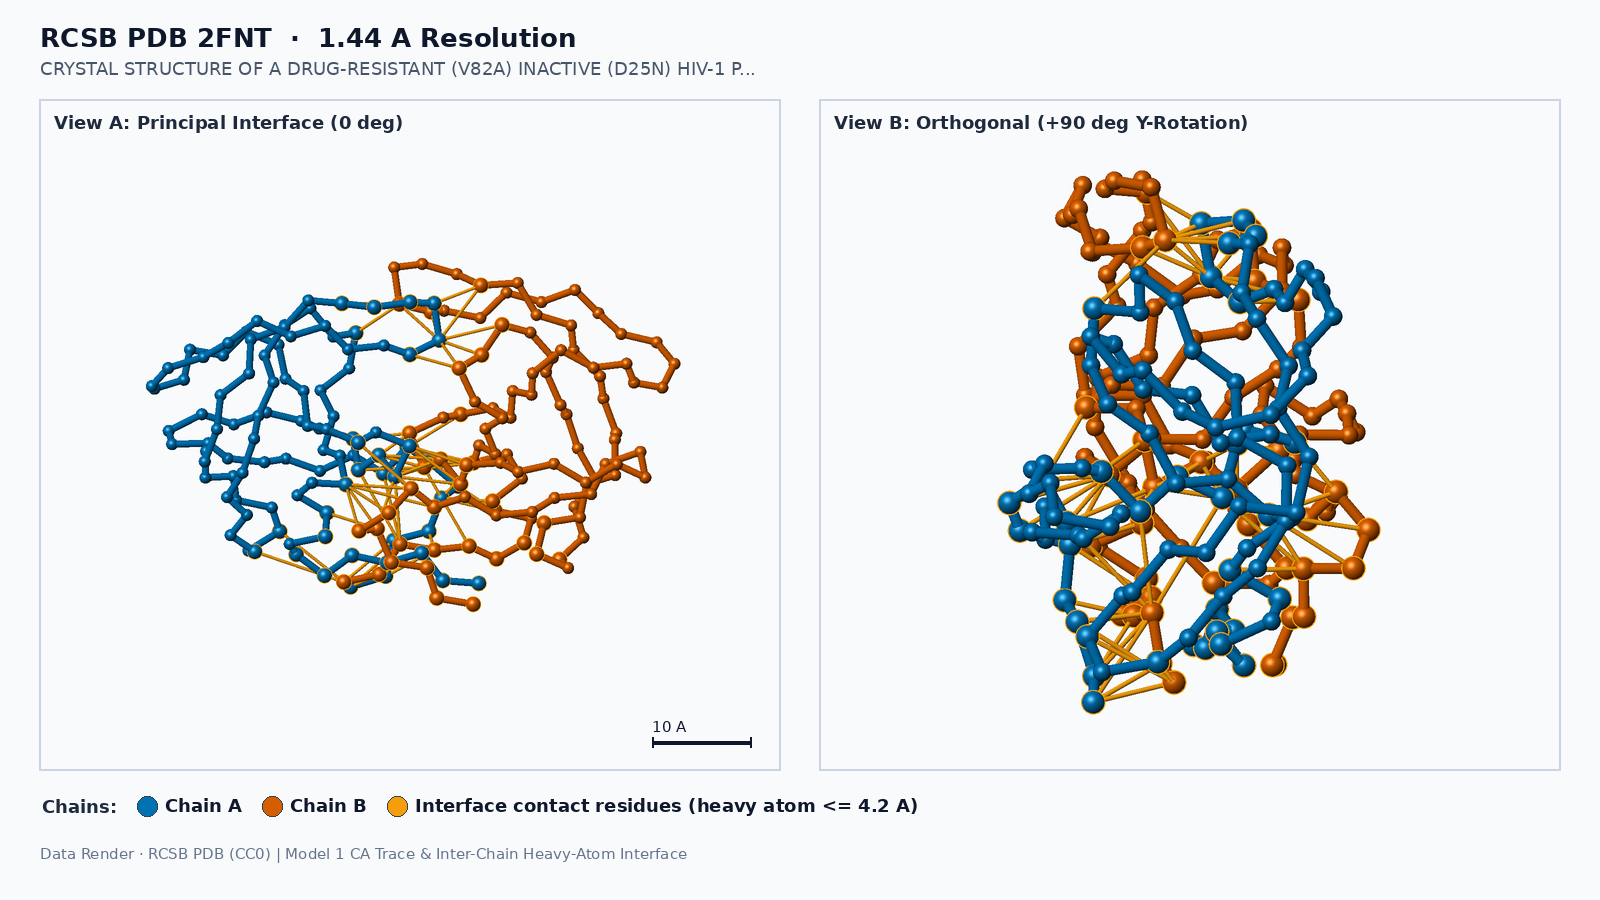 RCSB PDB 2FNT · 1.44 A Resolution
CRYSTAL STRUCTURE OF A DRUG-RESISTANT (V82A) INACTIVE (D25N) HIV-1 P...
View A: Principal Interface (0 deg)
View B: Orthogonal (+90 deg Y-Rotation)
10 A
Chains: Chain A Chain B Interface contact residues (heavy atom <= 4.2 A)
Data Render · RCSB PDB (CC0) | Model 1 CA Trace & Inter-Chain Heavy-Atom Interface